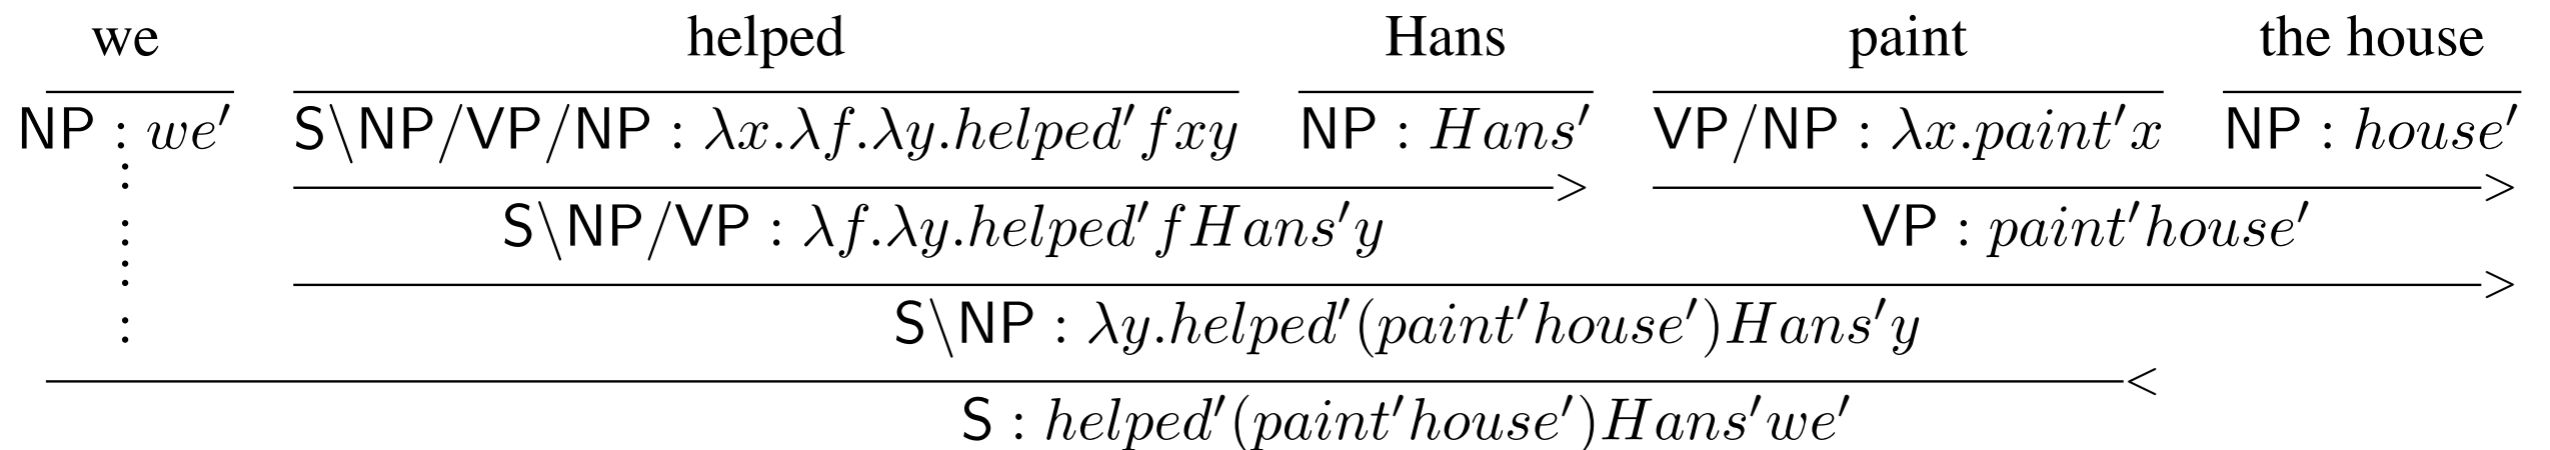 we helped Hans paint the house
NP : we′ S\NP/VP/NP : λx.λf.λy.helped′fxy NP : Hans′ VP/NP : λx.paint′x NP : house′
> >
S\NP/VP : λf.λy.helped′fHans′y VP : paint′house′
>
S\NP : λy.helped′(paint′house′)Hans′y
<
S : helped′(paint′house′)Hans′we′